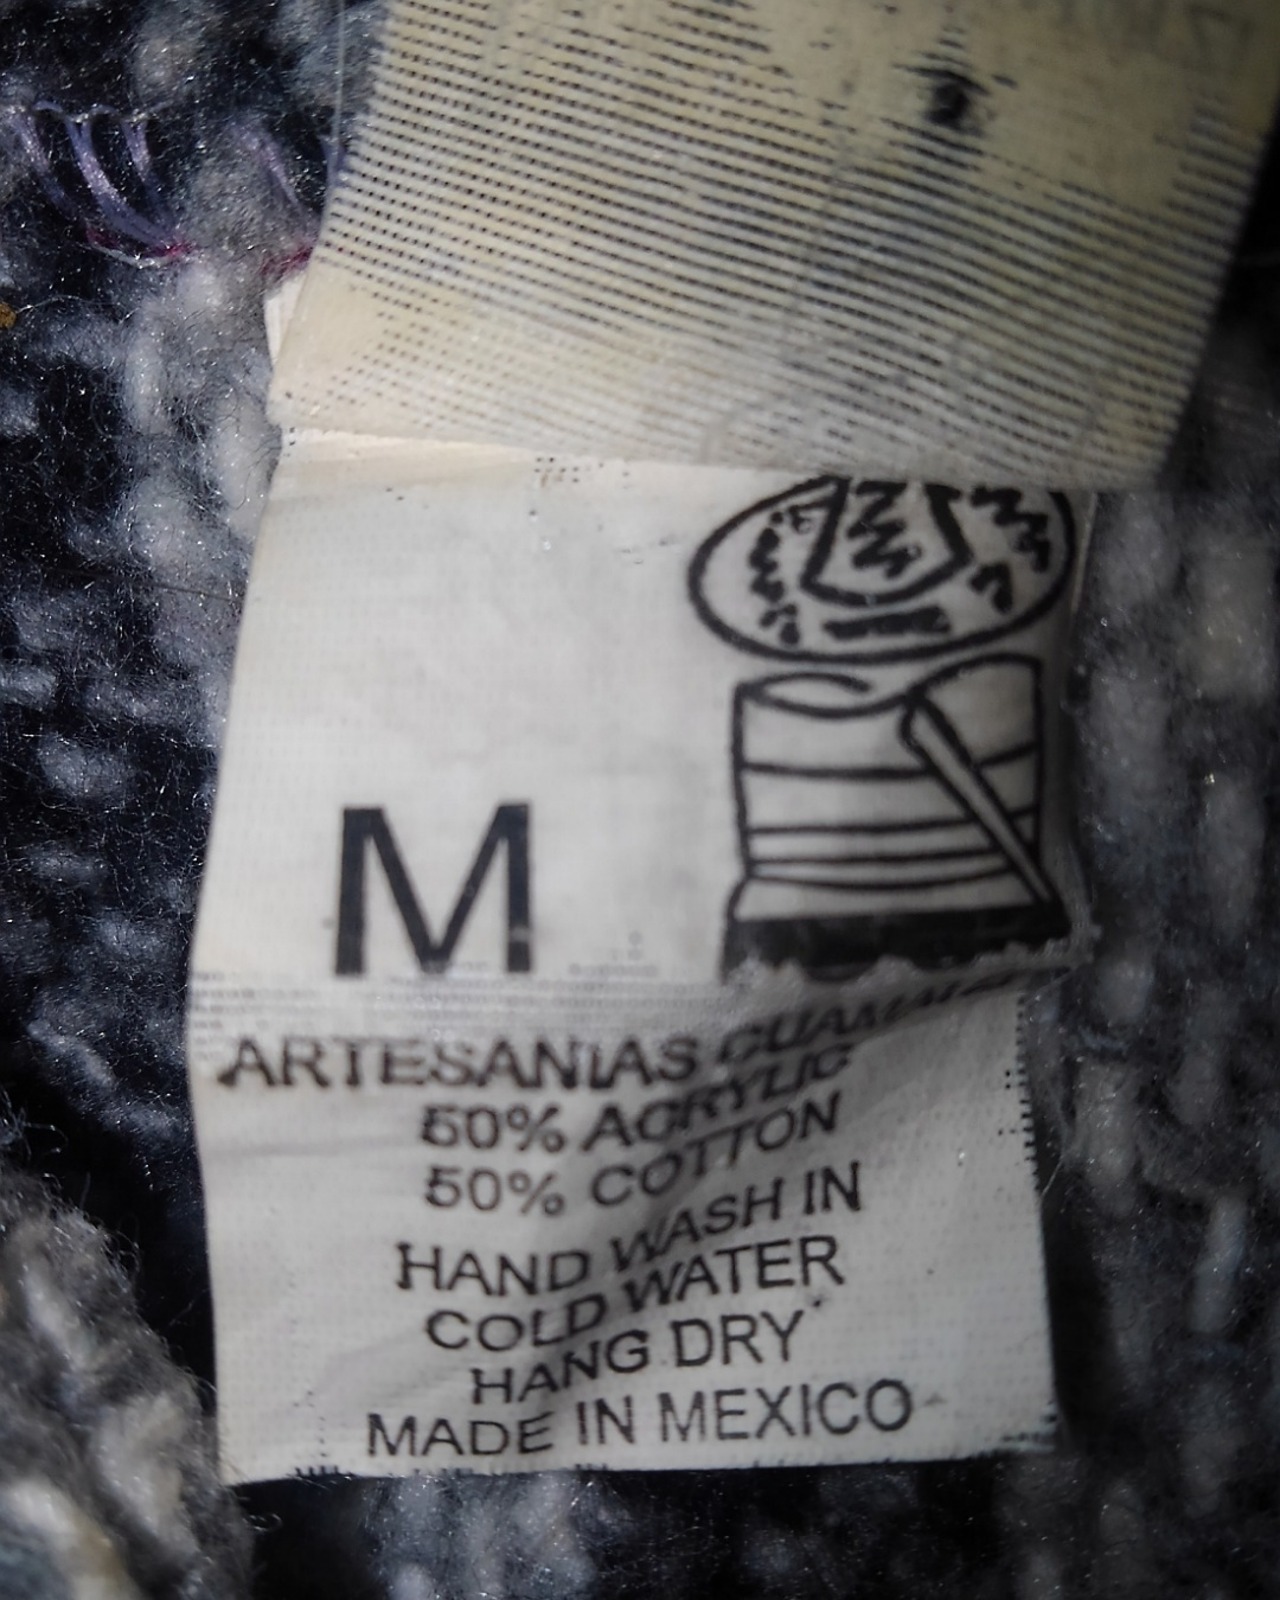 M
ARTESANIAS
50% ACRYLIC
50% COTTON
HAND WASH IN
COLD WATER
HANG DRY
MADE IN MEXICO